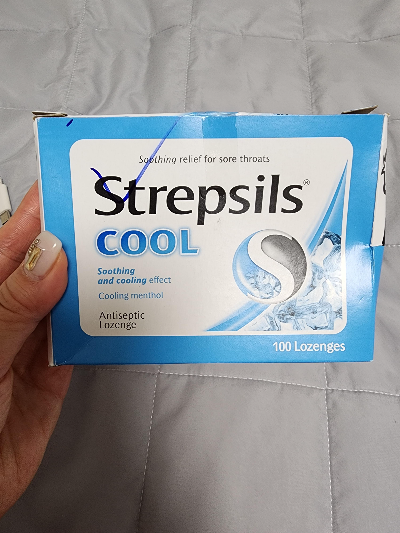 Soothing relief for sore throats
Strepsils®
COOL
Soothing
and cooling effect
Cooling menthol
Antiseptic
Lozenge
100 Lozenges